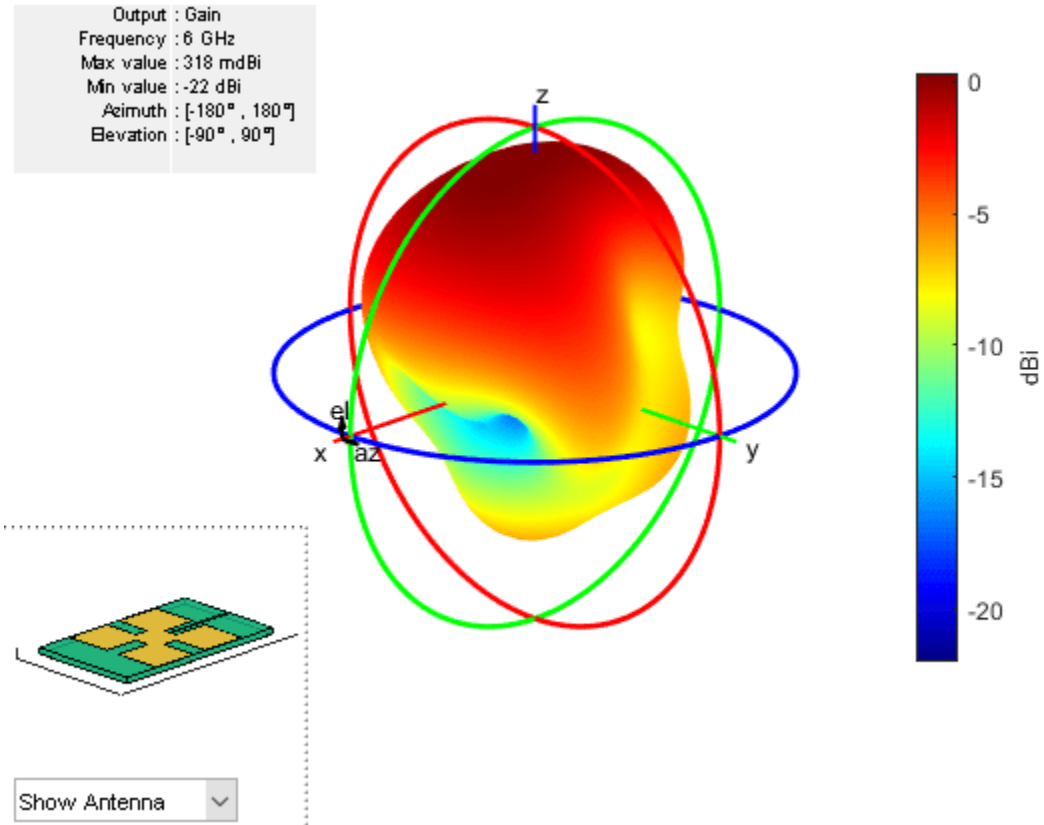 Output : Gain
Frequency : 6 GHz
Max value : 318 mdBi
Min value : -22 dBi
Azimuth : [-180° , 180°]
Elevation : [-90° , 90°]
z
el
x
az
y
0
-5
-10
-15
-20
dBi
Show Antenna